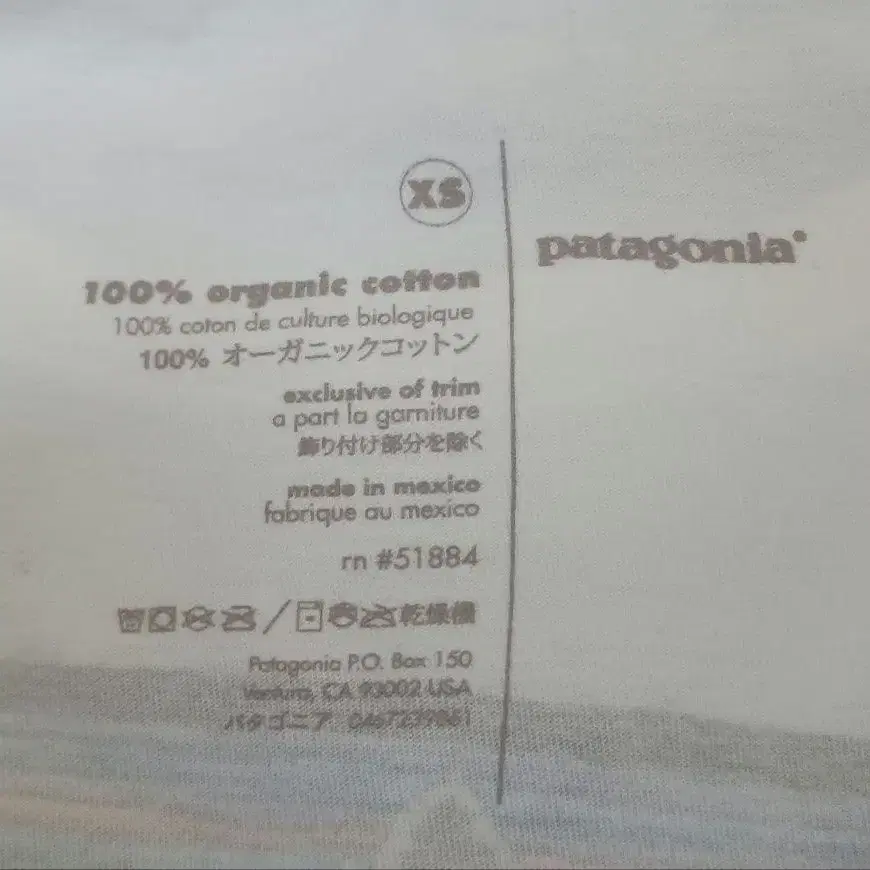 XS
100% organic cotton
100% coton de culture biologique
100% オーガニックコットン
exclusive of trim
a part la garniture
飾り付け部分を除く
made in mexico
fabrique au mexico
rn #51884
乾燥機
Patagonia P.O. Box 150
Ventura, CA 93002 USA
パタゴニア
patagonia®